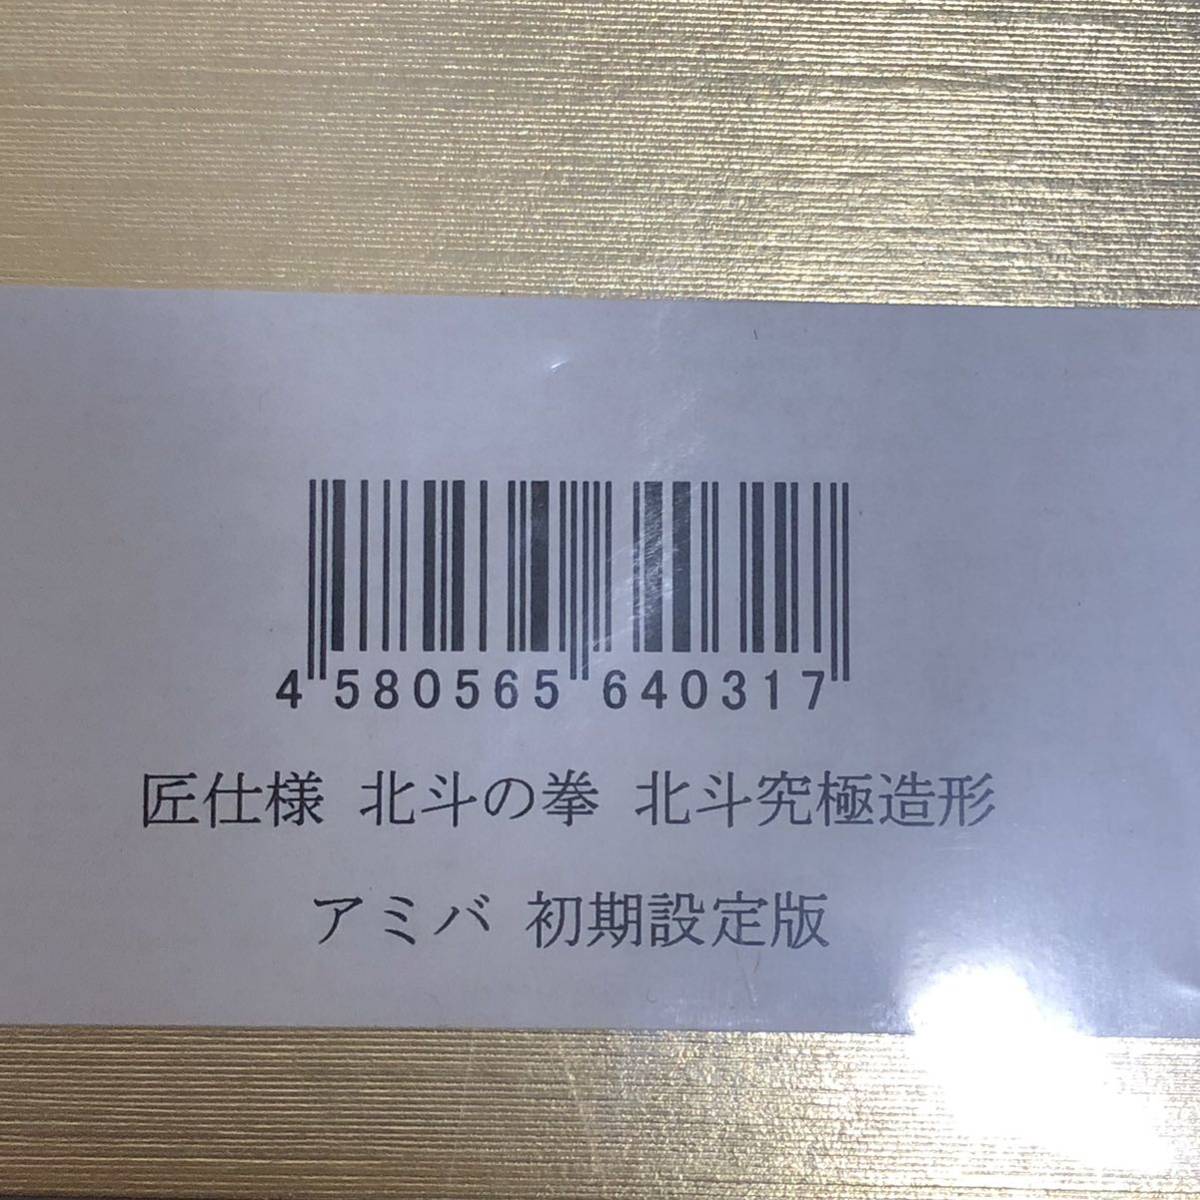 4 580565 640317
匠仕様 北斗の拳 北斗究極造形
アミバ 初期設定版